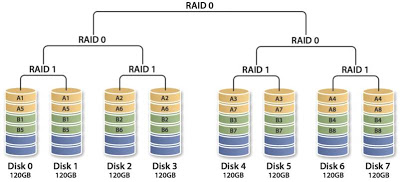 RAID 0
RAID 0
RAID 0
RAID 1
RAID 1
RAID 1
RAID 1
A1 A1 A2 A2 A3 A3 A4 A4
A5 A5 A6 A6 A7 A7 A8 A8
B1 B1 B2 B2 B3 B3 B4 B4
B5 B5 B6 B6 B7 B7 B8 B8
Disk 0 Disk 1 Disk 2 Disk 3 Disk 4 Disk 5 Disk 6 Disk 7
120GB 120GB 120GB 120GB 120GB 120GB 120GB 120GB